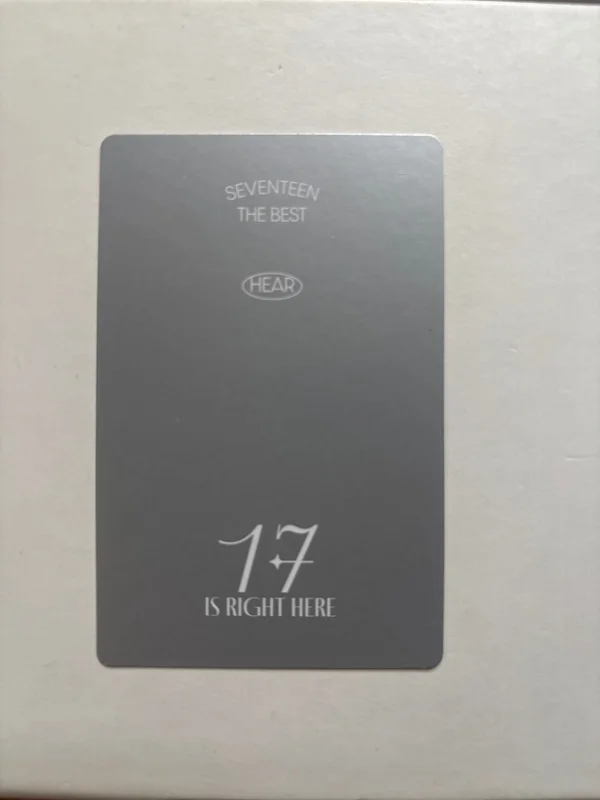 SEVENTEEN
THE BEST
HEAR
17
IS RIGHT HERE